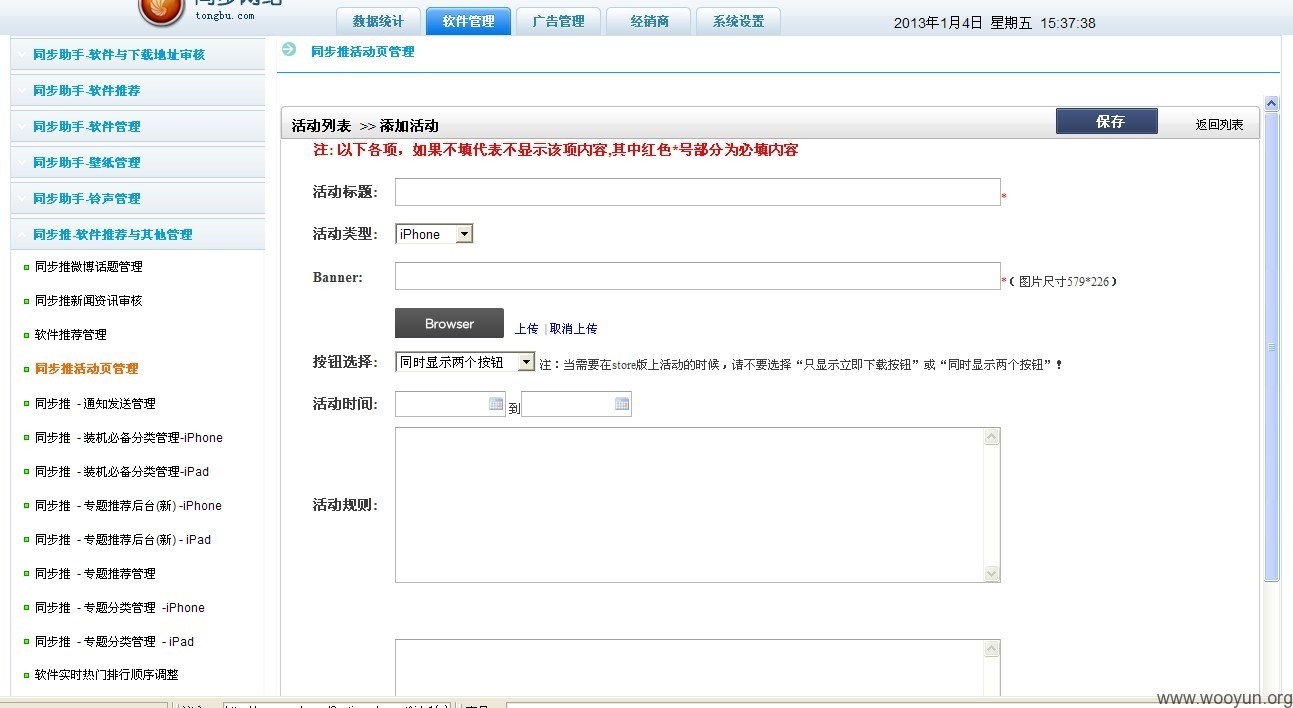 tongbu.com
数据统计 软件管理 广告管理 经销商 系统设置
2013年1月4日 星期五 15:37:38
同步助手-软件与下载地址审核
同步助手-软件推荐
同步助手-软件管理
同步助手-壁纸管理
同步助手-铃声管理
同步推-软件推荐与其他管理
同步推微博话题管理
同步推新闻资讯审核
软件推荐管理
同步推活动页管理
同步推 - 通知发送管理
同步推 - 装机必备分类管理-iPhone
同步推 - 装机必备分类管理-iPad
同步推 - 专题推荐后台(新) -iPhone
同步推 - 专题推荐后台(新) - iPad
同步推 - 专题推荐管理
同步推 - 专题分类管理 -iPhone
同步推 - 专题分类管理 - iPad
软件实时热门排行顺序调整
同步推活动页管理
活动列表 >> 添加活动
保存
返回列表
注: 以下各项，如果不填代表不显示该项内容,其中红色*号部分为必填内容
活动标题: *
活动类型: iPhone
Banner: *( 图片尺寸579*226 )
Browser 上传 | 取消上传
按钮选择: 同时显示两个按钮 注：当需要在store版上活动的时候，请不要选择“只显示立即下载按钮”或“同时显示两个按钮”！
活动时间: 到
活动规则:
www.wooyun.org